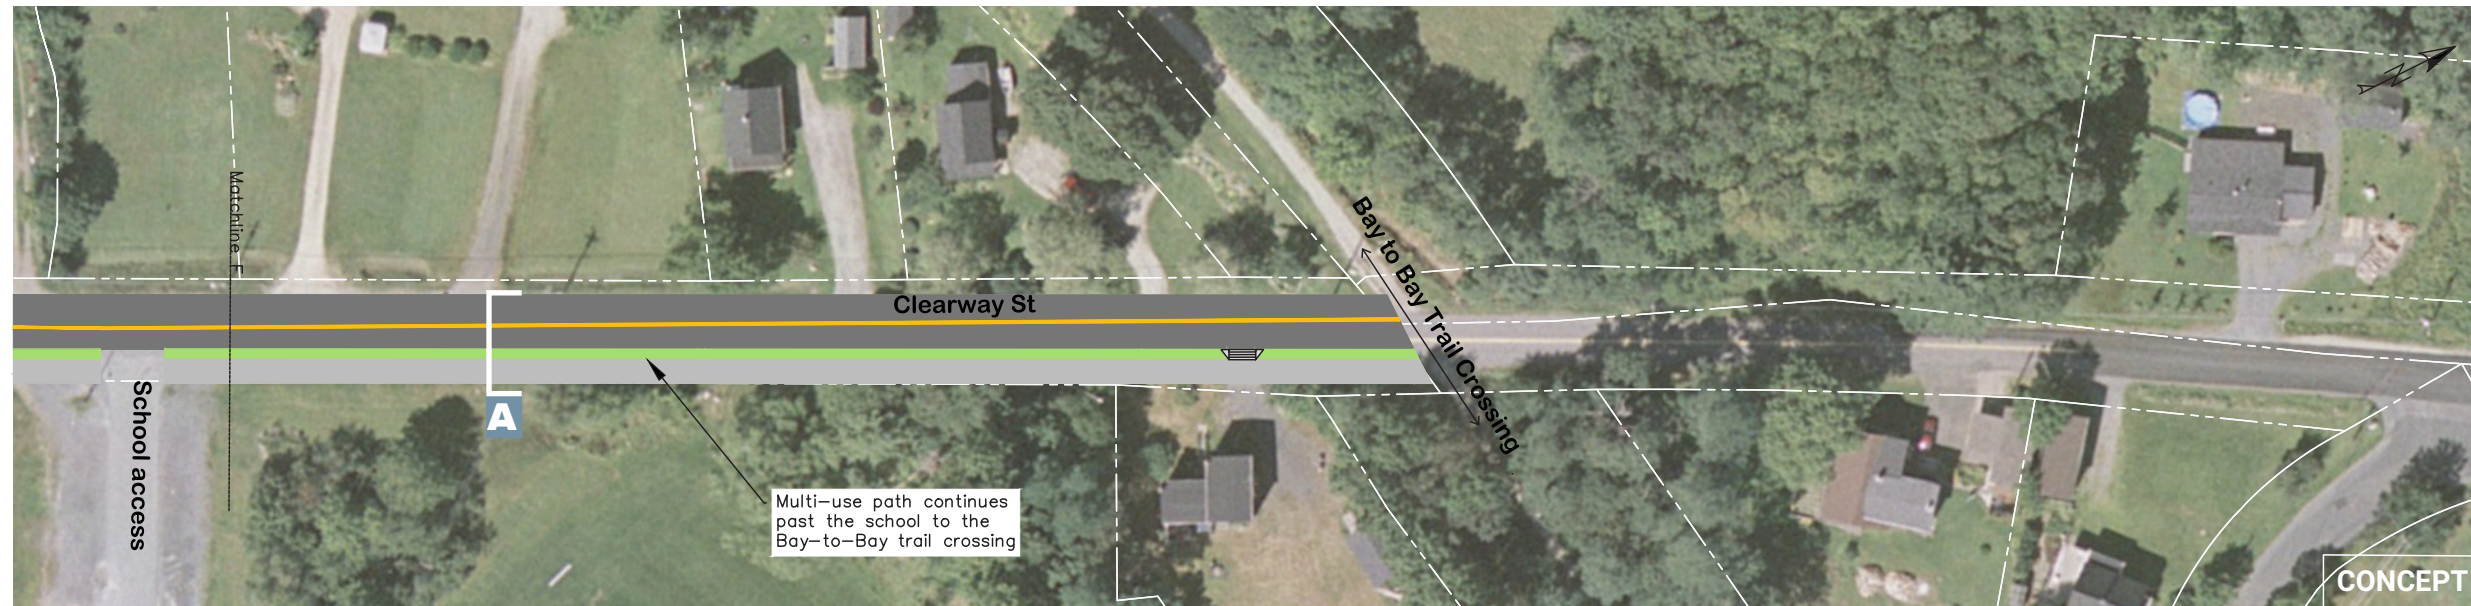 Matchline F
Clearway St
Bay to Bay Trail Crossing
School access
A
Multi-use path continues
past the school to the
Bay-to-Bay trail crossing
N
CONCEPT